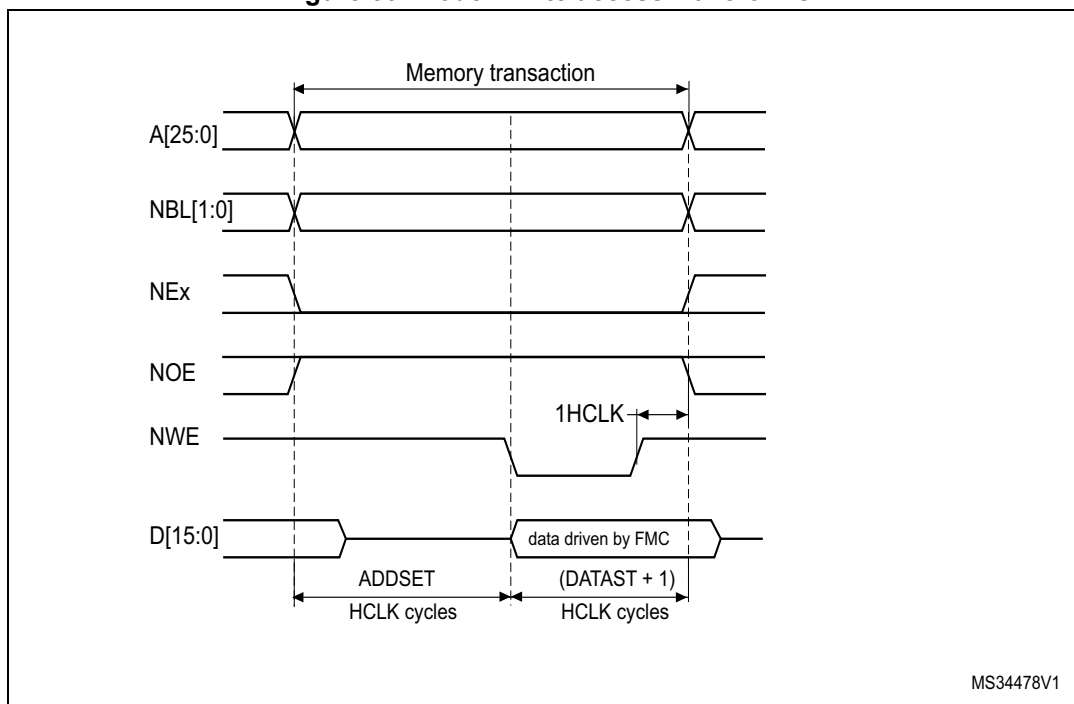 Memory transaction
A[25:0]
NBL[1:0]
NEx
NOE
1HCLK
NWE
D[15:0]
data driven by FMC
ADDSET
(DATAST + 1)
HCLK cycles
HCLK cycles
MS34478V1